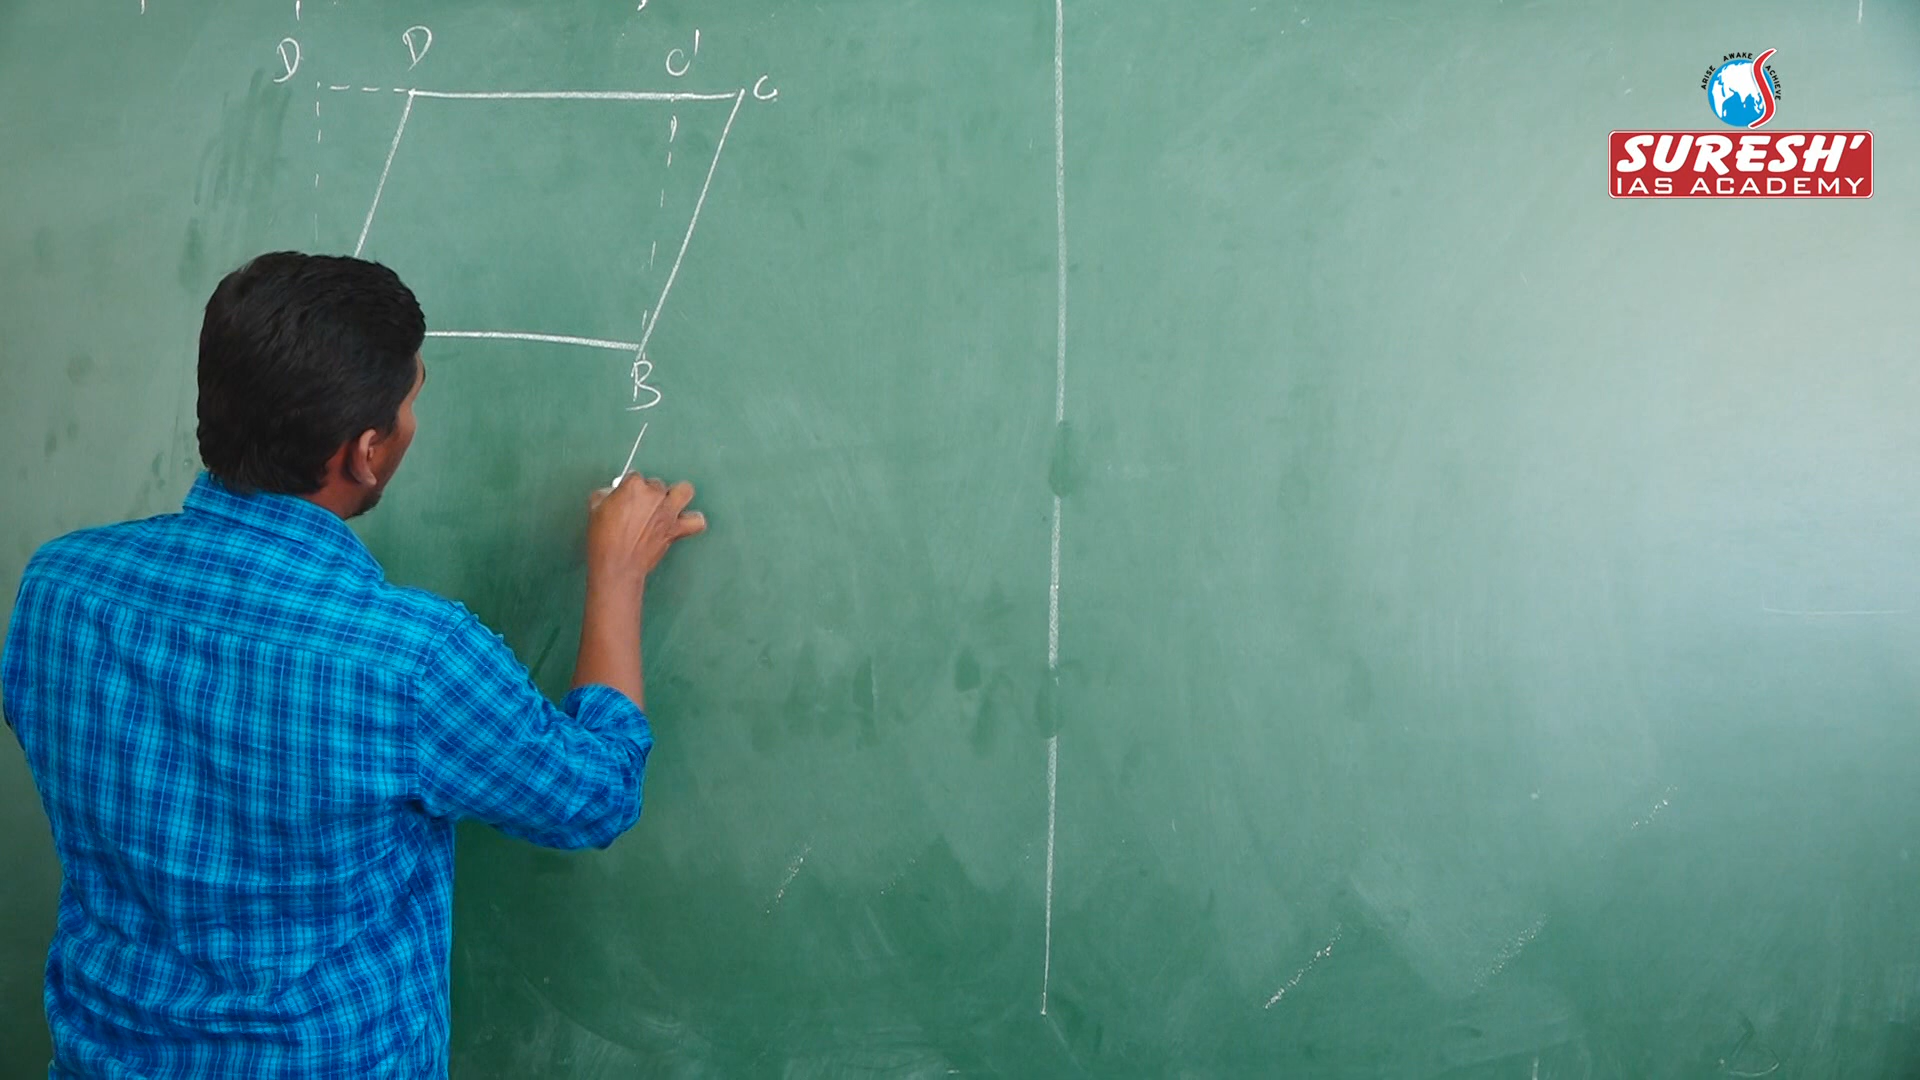 D D C' C
B
ARISE AWAKE ACHIEVE
SURESH'
IAS ACADEMY